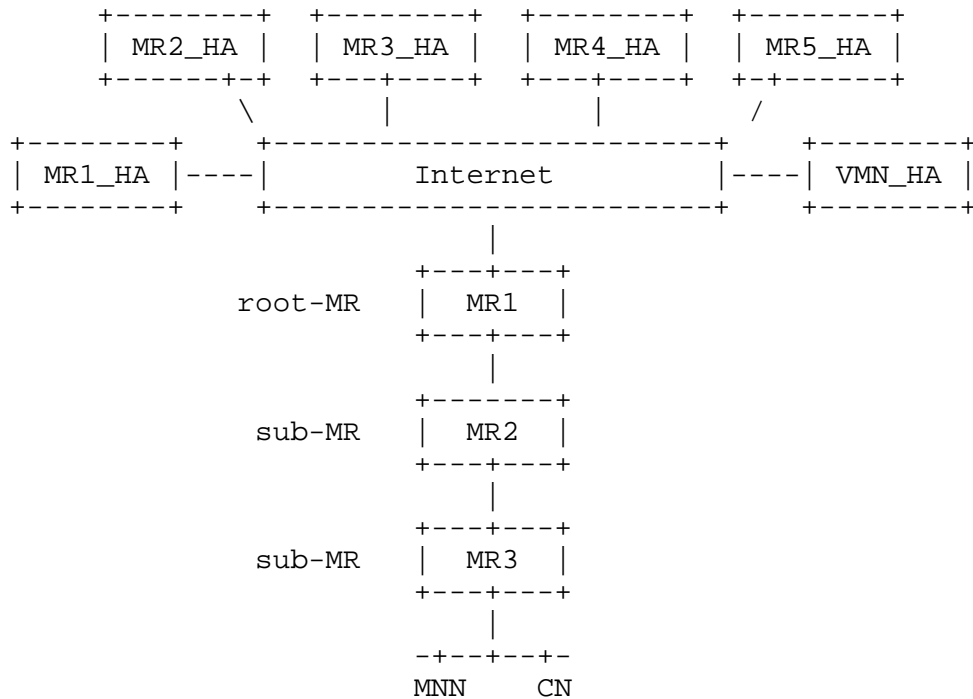 MR2_HA MR3_HA MR4_HA MR5_HA
MR1_HA Internet VMN_HA
root-MR MR1
sub-MR MR2
sub-MR MR3
MNN CN